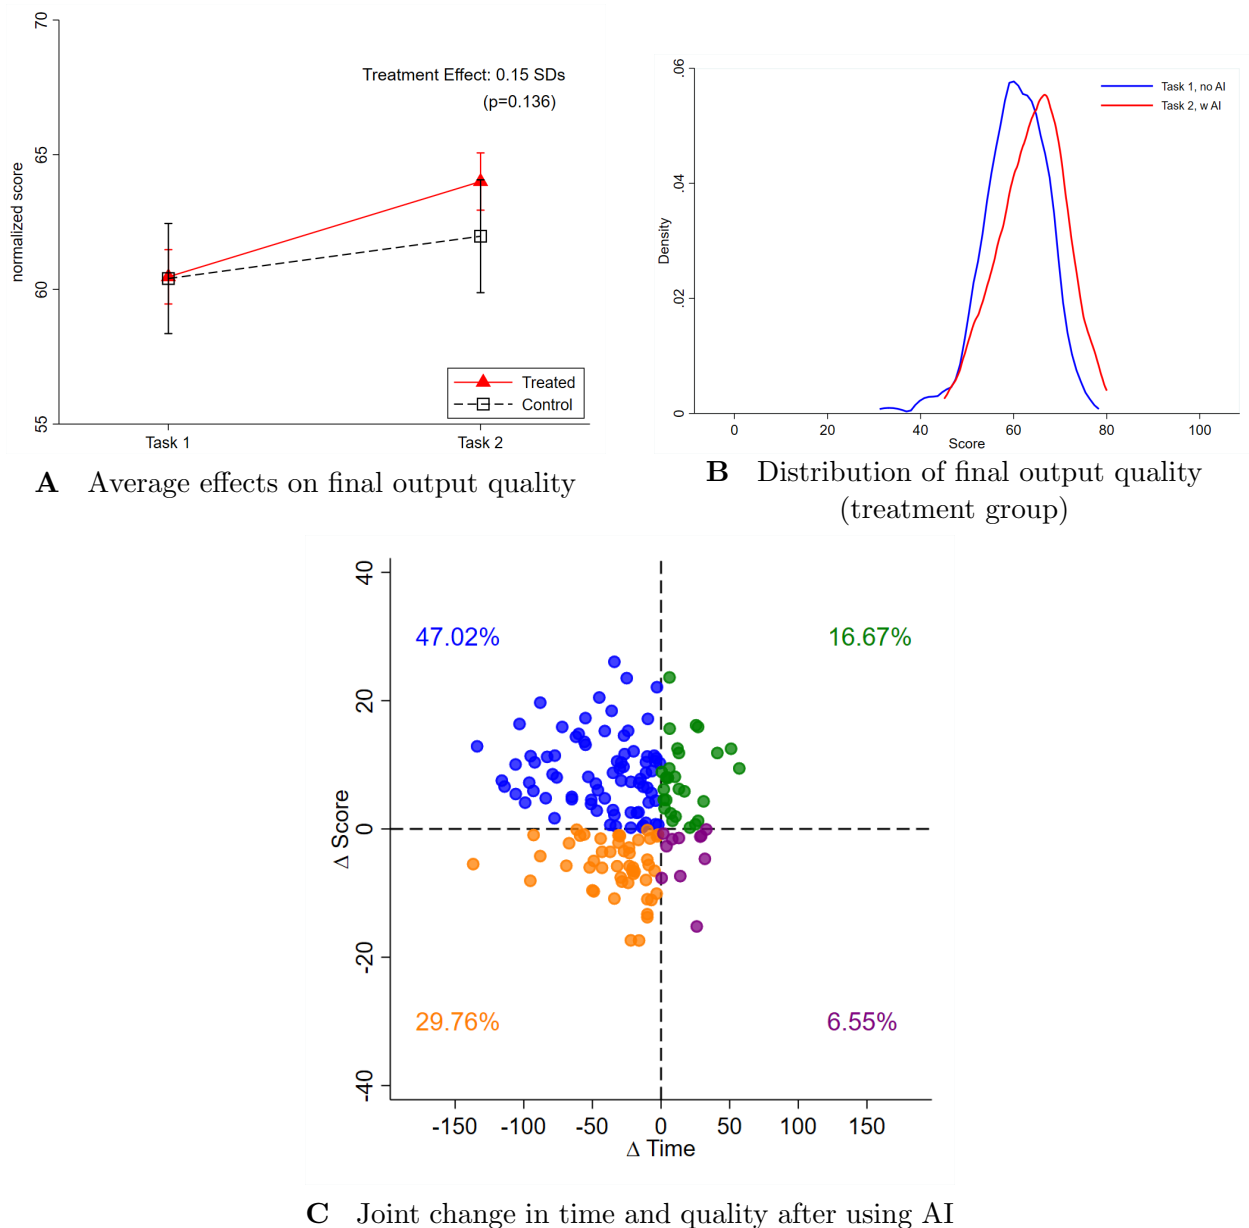 70
65
60
55
normalized score
Treatment Effect: 0.15 SDs
(p=0.136)
Treated
Control
Task 1
Task 2
A Average effects on final output quality
.06
.04
.02
0
Density
Task 1, no AI
Task 2, w AI
0 20 40 60 80 100
Score
B Distribution of final output quality
(treatment group)
40
20
0
-20
-40
Δ Score
47.02%
16.67%
29.76%
6.55%
-150 -100 -50 0 50 100 150
Δ Time
C Joint change in time and quality after using AI